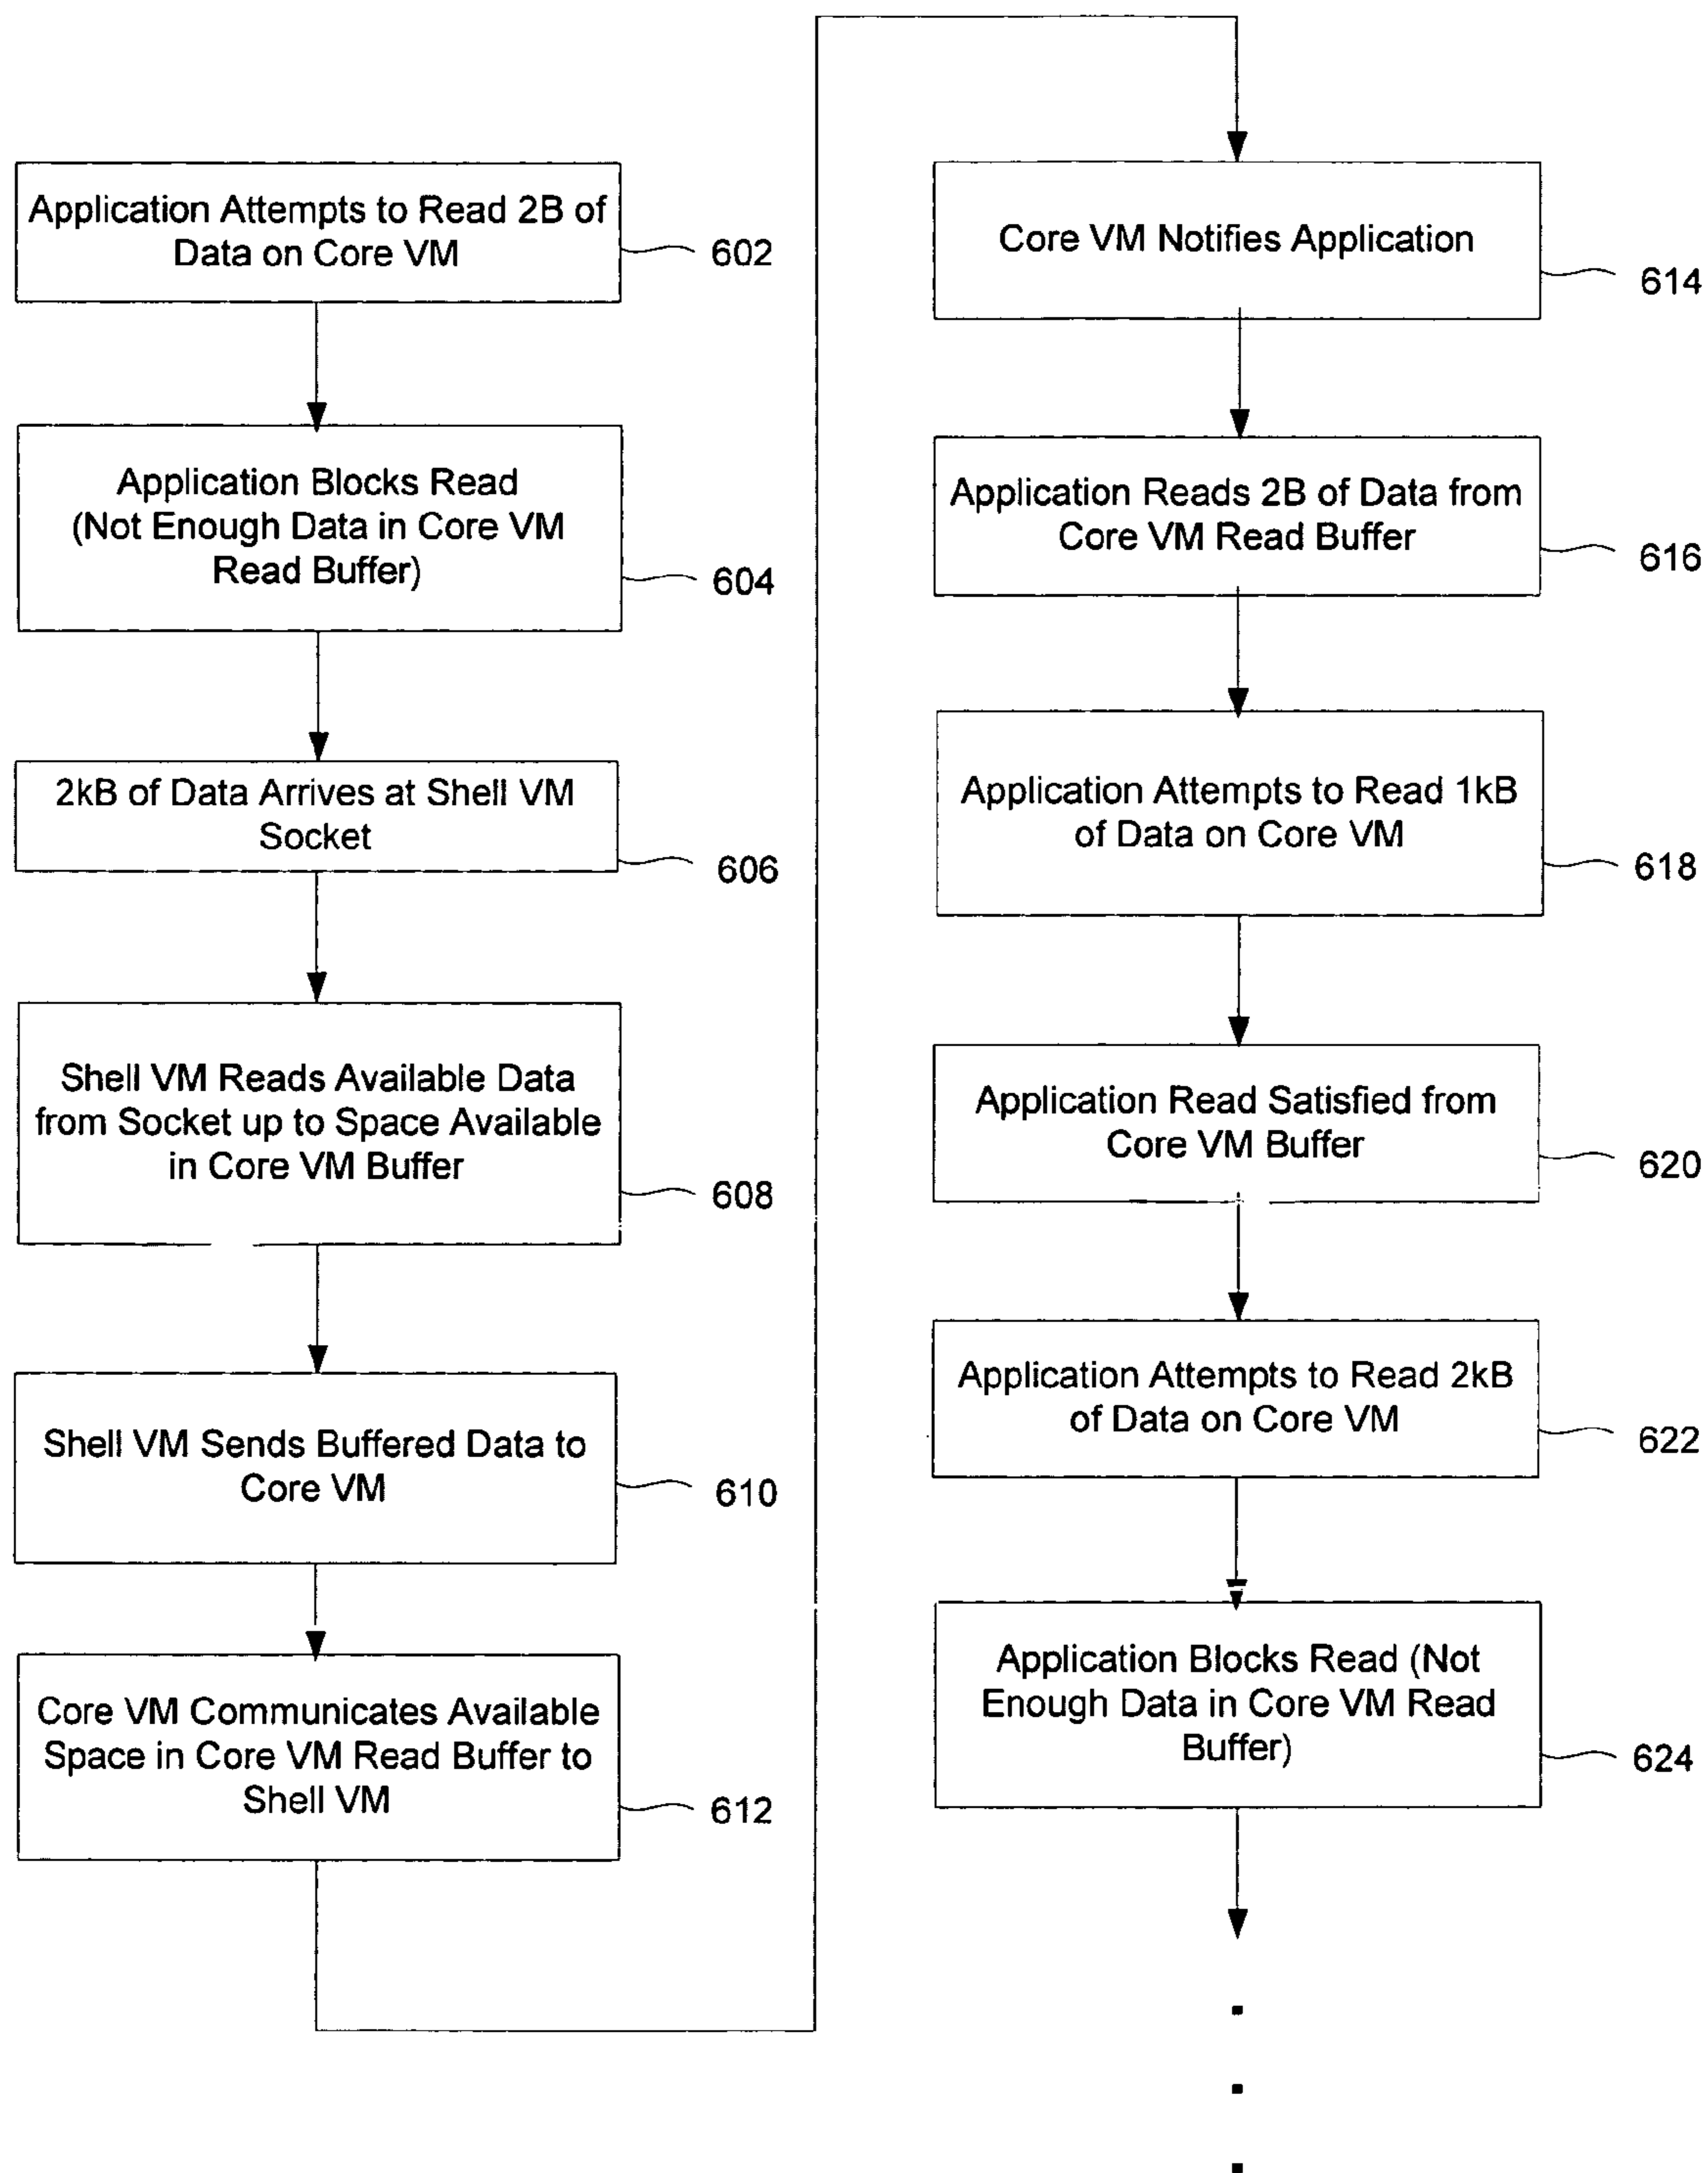 Application Attempts to Read 2B of
Data on Core VM
602
Application Blocks Read
(Not Enough Data in Core VM
Read Buffer)
604
2kB of Data Arrives at Shell VM
Socket
606
Shell VM Reads Available Data
from Socket up to Space Available
in Core VM Buffer
608
Shell VM Sends Buffered Data to
Core VM
610
Core VM Communicates Available
Space in Core VM Read Buffer to
Shell VM
612
Core VM Notifies Application
614
Application Reads 2B of Data from
Core VM Read Buffer
616
Application Attempts to Read 1kB
of Data on Core VM
618
Application Read Satisfied from
Core VM Buffer
620
Application Attempts to Read 2kB
of Data on Core VM
622
Application Blocks Read (Not
Enough Data in Core VM Read
Buffer)
624